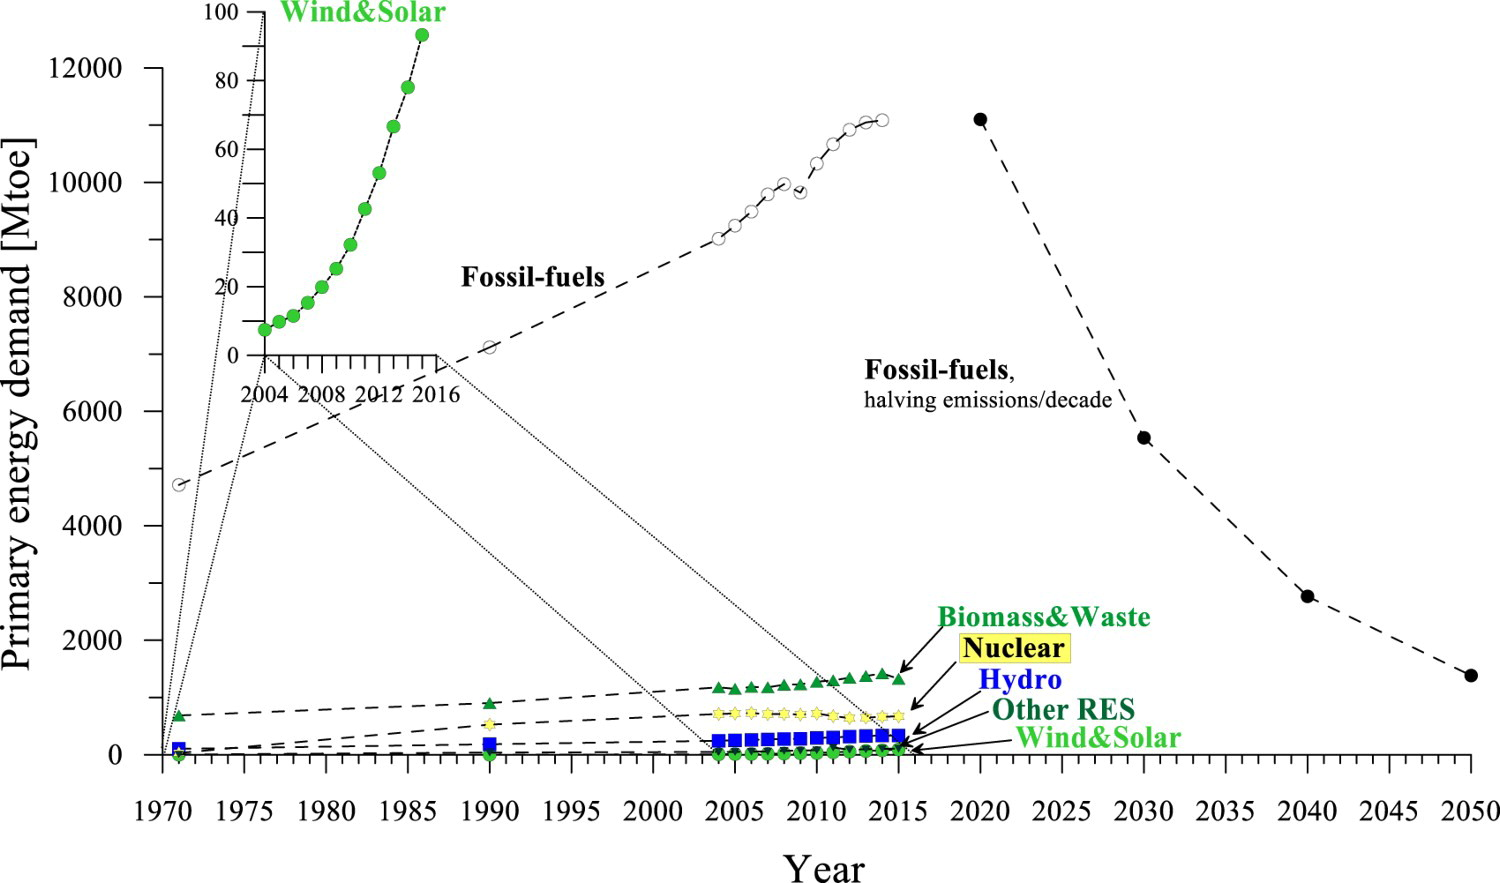 100
Wind&Solar
80
60
40
20
0
2004 2008 2012 2016
12000
10000
8000
6000
4000
2000
0
Primary energy demand [Mtoe]
Fossil-fuels
Fossil-fuels,
halving emissions/decade
Biomass&Waste
Nuclear
Hydro
Other RES
Wind&Solar
1970 1975 1980 1985 1990 1995 2000 2005 2010 2015 2020 2025 2030 2035 2040 2045 2050
Year